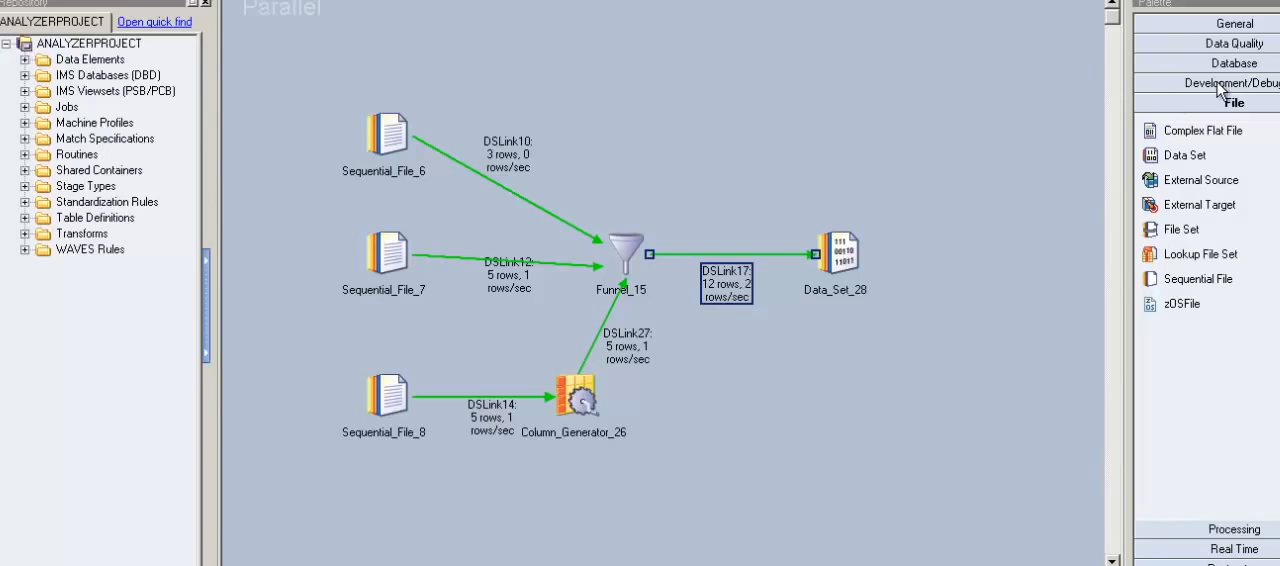 Repository
Palette
Parallel
ANALYZERPROJECT
Open quick find
ANALYZERPROJECT
Data Elements
IMS Databases (DBD)
IMS Viewsets (PSB/PCB)
Jobs
Machine Profiles
Match Specifications
Routines
Shared Containers
Stage Types
Standardization Rules
Table Definitions
Transforms
WAVES Rules
Sequential_File_6
DSLink10:
3 rows, 0
rows/sec
Sequential_File_7
DSLink12:
5 rows, 1
rows/sec
Funnel_15
DSLink17:
12 rows, 2
rows/sec
Data_Set_28
DSLink27:
5 rows, 1
rows/sec
Sequential_File_8
DSLink14:
5 rows, 1
rows/sec
Column_Generator_26
General
Data Quality
Database
Development/Debug
File
Complex Flat File
Data Set
External Source
External Target
File Set
Lookup File Set
Sequential File
zOSFile
Processing
Real Time